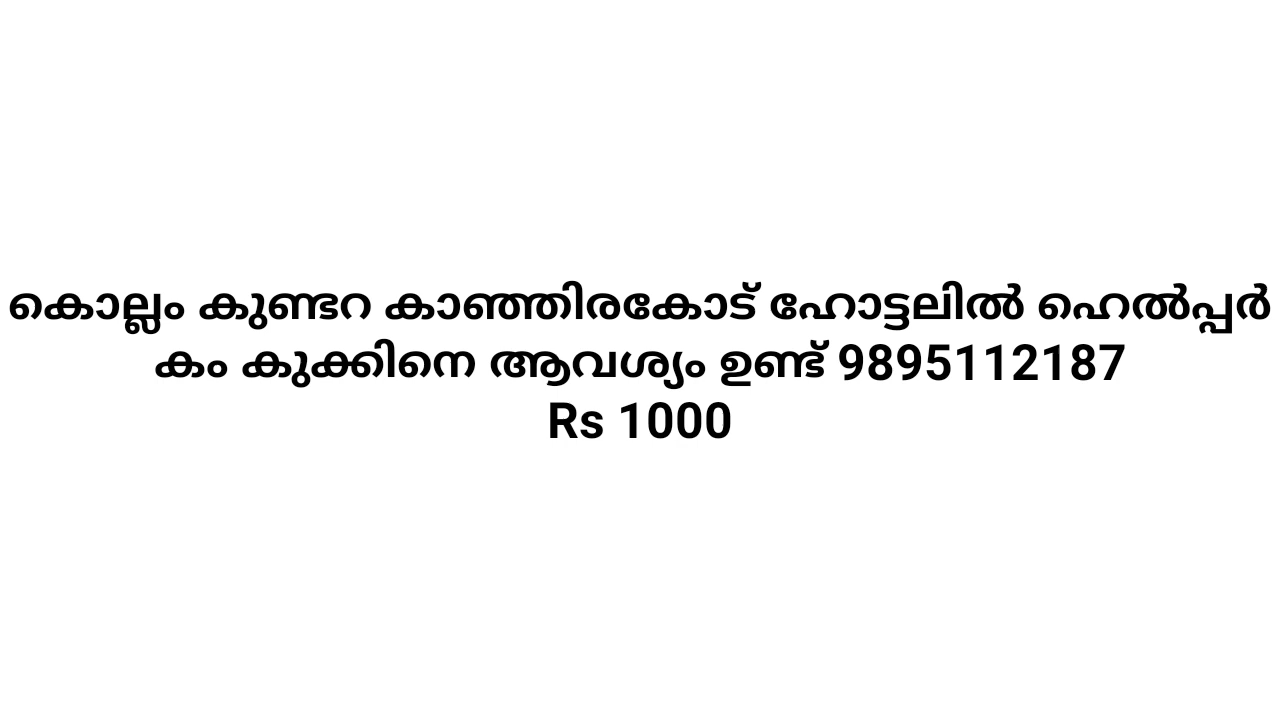 കൊല്ലം കുണ്ടറ കാഞ്ഞിരകോട് ഹോട്ടലിൽ ഹെൽപ്പർ
കം കുക്കിനെ ആവശ്യം ഉണ്ട് 9895112187
Rs 1000